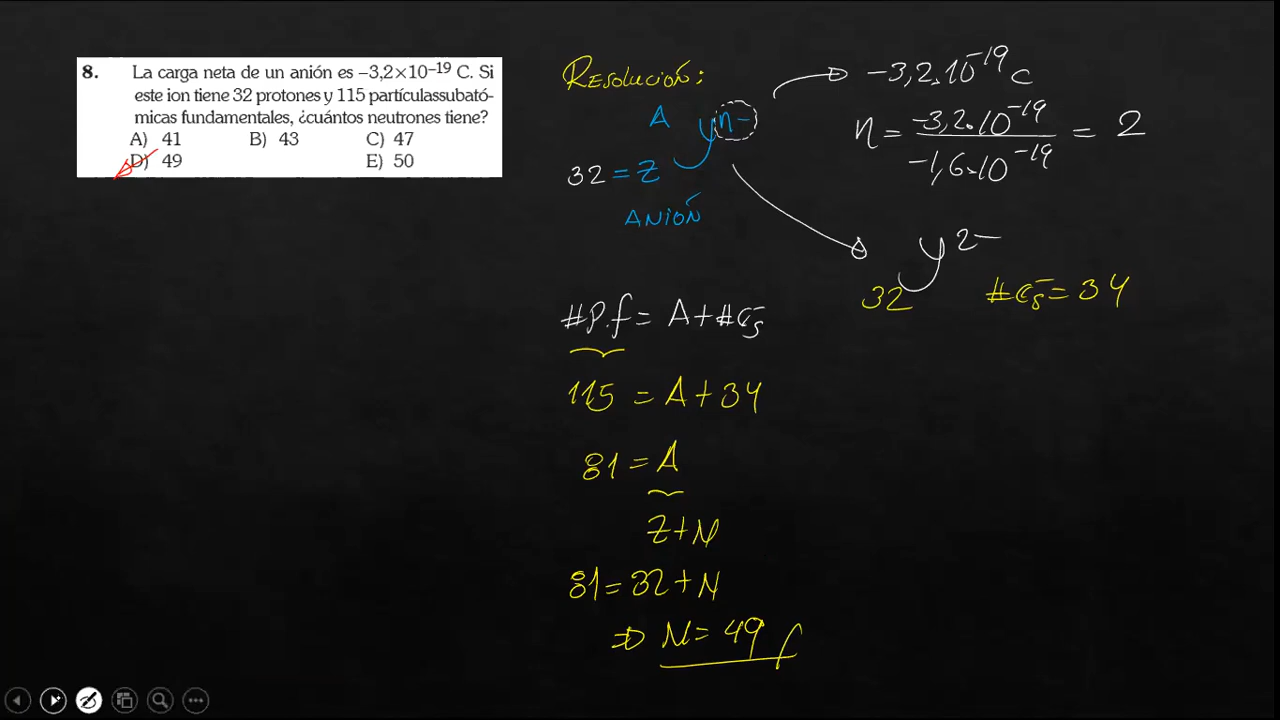 8. La carga neta de un anión es –3,2×10⁻¹⁹ C. Si
este ion tiene 32 protones y 115 partículassubató-
micas fundamentales, ¿cuántos neutrones tiene?
A) 41 B) 43 C) 47
D) 49 E) 50
RESOLUCIÓN:
A y n-
32 = Z
ANIÓN
-3,2.10⁻¹⁹ C
n = -3,2.10⁻¹⁹ / -1,6.10⁻¹⁹ = 2
32 y 2-
#e⁻s = 34
#P.f = A + #e⁻s
115 = A + 34
81 = A
Z + N
81 = 32 + N
⇒ N = 49